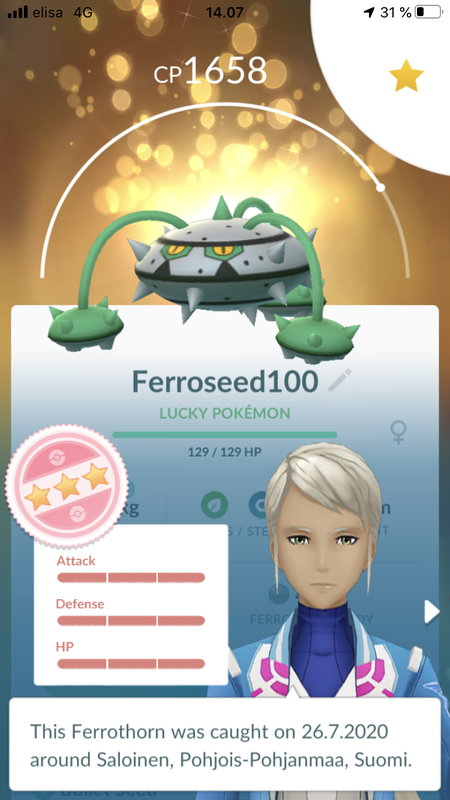 elisa 4G 14.07 31 %
CP1658
Ferroseed100
LUCKY POKÉMON
129 / 129 HP
Attack
Defense
HP
This Ferrothorn was caught on 26.7.2020
around Saloinen, Pohjois-Pohjanmaa, Suomi.